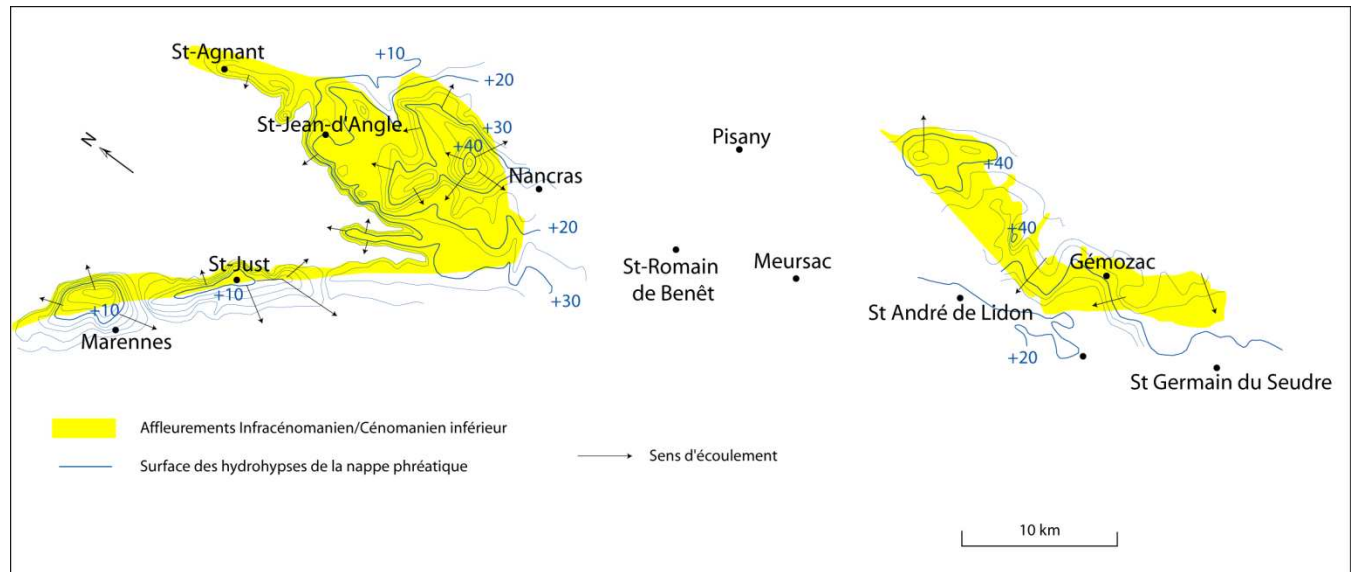 St-Agnant
+10
+20
St-Jean-d'Angle
+30
+40
Pisany
Nancras
+40
N
+20
+40
St-Just
+10
+30
St-Romain
de Benêt
Meursac
Gémozac
St André de Lidon
+10
Marennes
+20
St Germain du Seudre
Affleurements Infracénomanien/Cénomanien inférieur
Surface des hydrohypses de la nappe phréatique
Sens d'écoulement
10 km